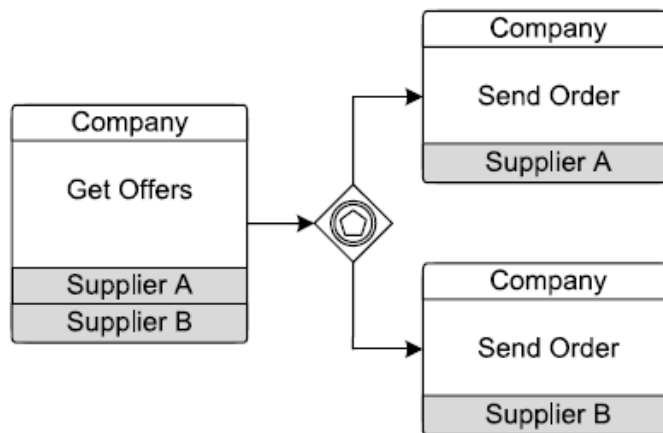 Company
Get Offers
Supplier A
Supplier B
Company
Send Order
Supplier A
Company
Send Order
Supplier B